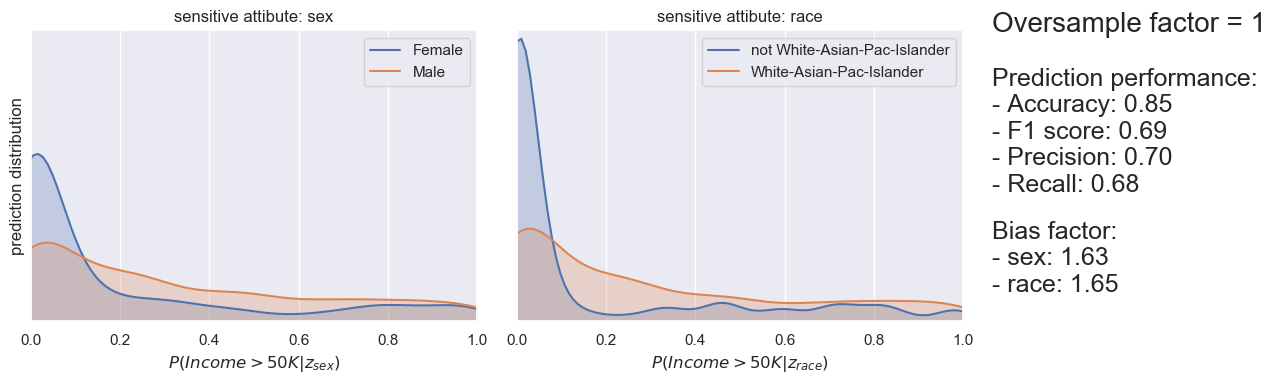 sensitive attibute: sex
Female
Male
prediction distribution
0.0 0.2 0.4 0.6 0.8 1.0
P(Income > 50K|z_sex)
sensitive attibute: race
not White-Asian-Pac-Islander
White-Asian-Pac-Islander
0.0 0.2 0.4 0.6 0.8 1.0
P(Income > 50K|z_race)
Oversample factor = 1
Prediction performance:
- Accuracy: 0.85
- F1 score: 0.69
- Precision: 0.70
- Recall: 0.68
Bias factor:
- sex: 1.63
- race: 1.65